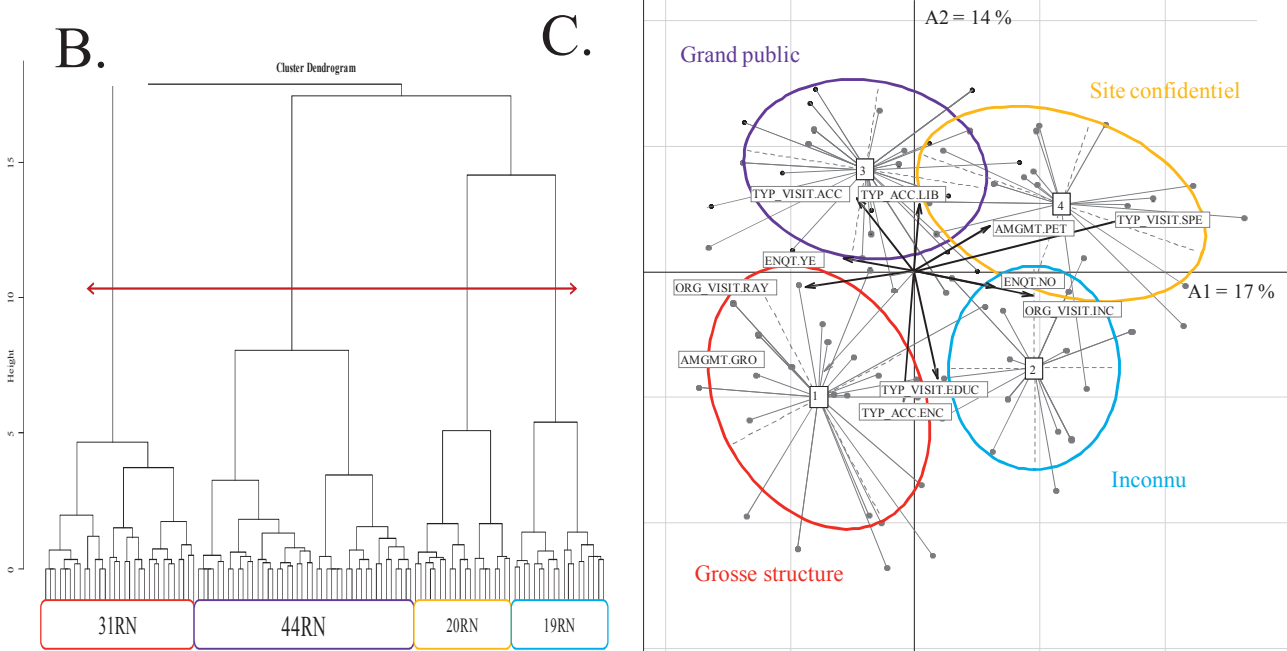 B.
Cluster Dendrogram
Height
15
10
5
0
31RN
44RN
20RN
19RN
C.
A2 = 14 %
Grand public
Site confidentiel
3
4
TYP_VISIT.ACC
TYP_ACC.LIB
TYP_VISIT.SPE
AMGMT.PET
ENQT.YE
ENQT.NO
ORG_VISIT.RAY
A1 = 17 %
ORG_VISIT.INC
AMGMT.GRO
2
TYP_VISIT.EDUC
1
TYP_ACC.ENC
Inconnu
Grosse structure